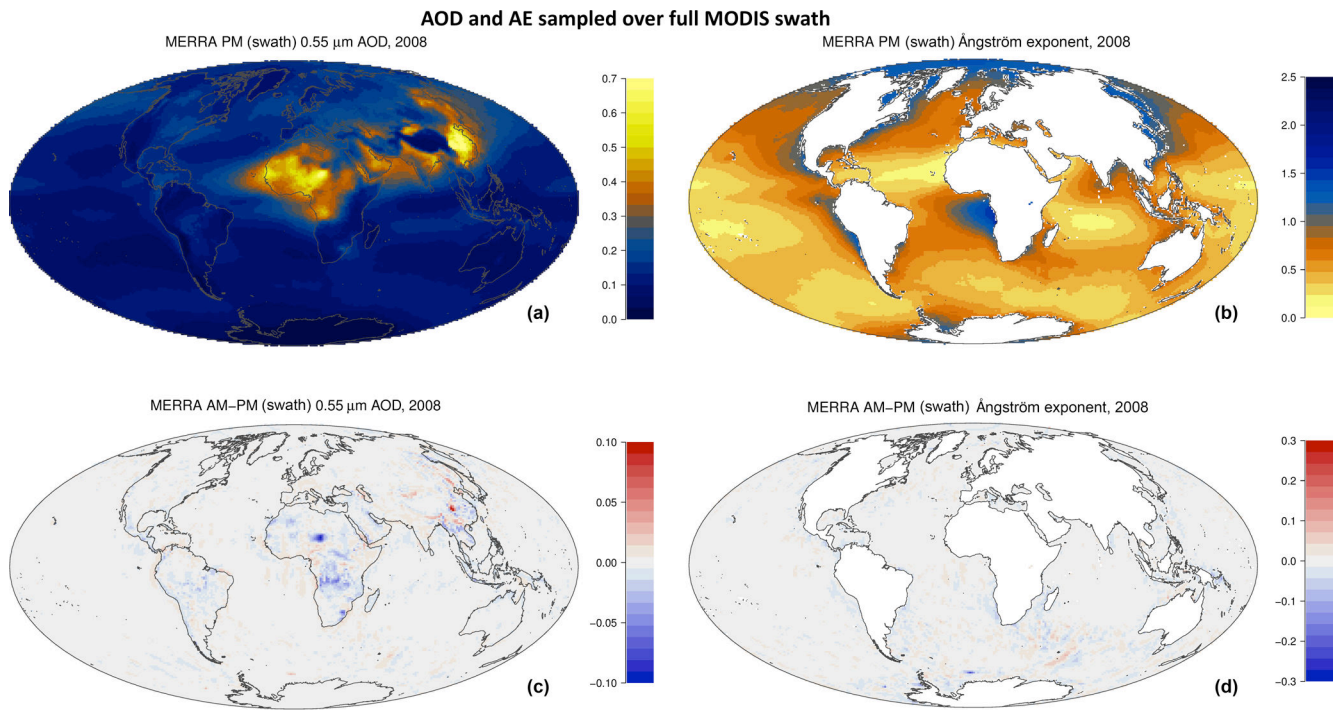 AOD and AE sampled over full MODIS swath
MERRA PM (swath) 0.55 μm AOD, 2008
0.7
0.6
0.5
0.4
0.3
0.2
0.1
0.0
(a)
MERRA PM (swath) Ångström exponent, 2008
2.5
2.0
1.5
1.0
0.5
0.0
(b)
MERRA AM−PM (swath) 0.55 μm AOD, 2008
0.10
0.05
0.00
−0.05
−0.10
(c)
MERRA AM−PM (swath) Ångström exponent, 2008
0.3
0.2
0.1
0.0
−0.1
−0.2
−0.3
(d)